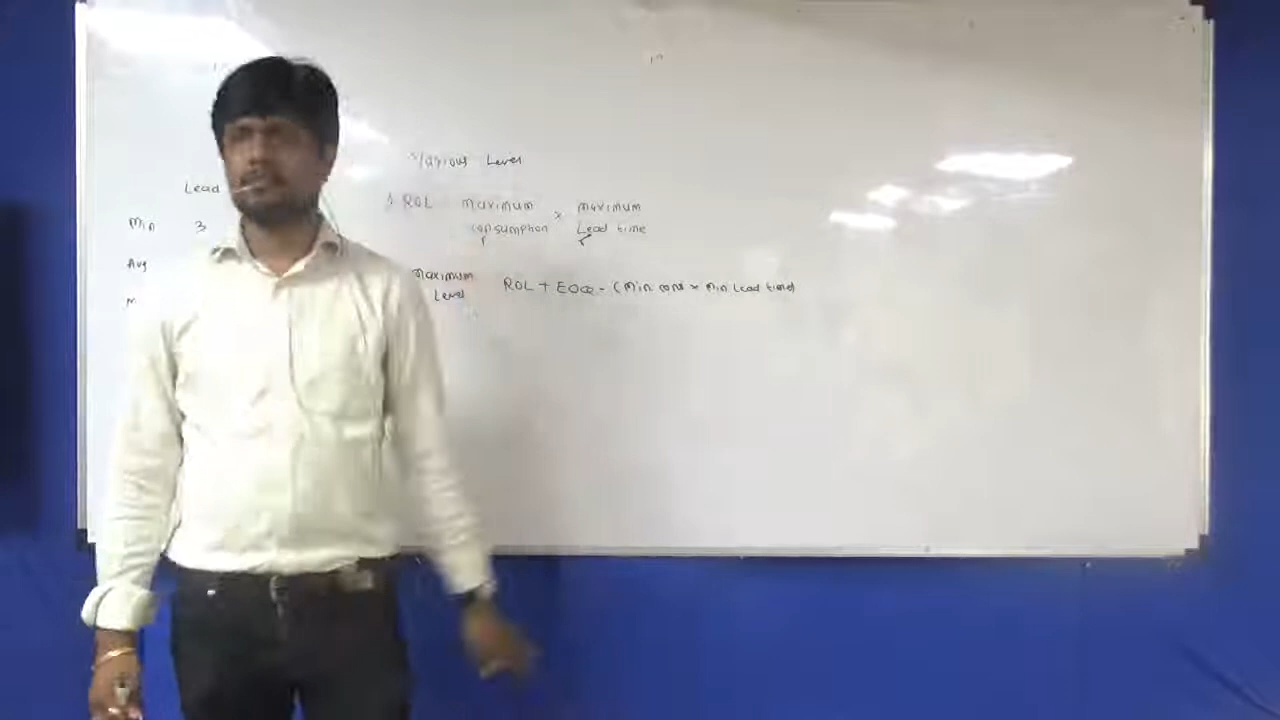 Various Level
Lead
ROL maximum consumption × maximum Lead time
Min 3
Avg
maximum Level ROL + EOQ - (Min cons × Min Lead time)
M